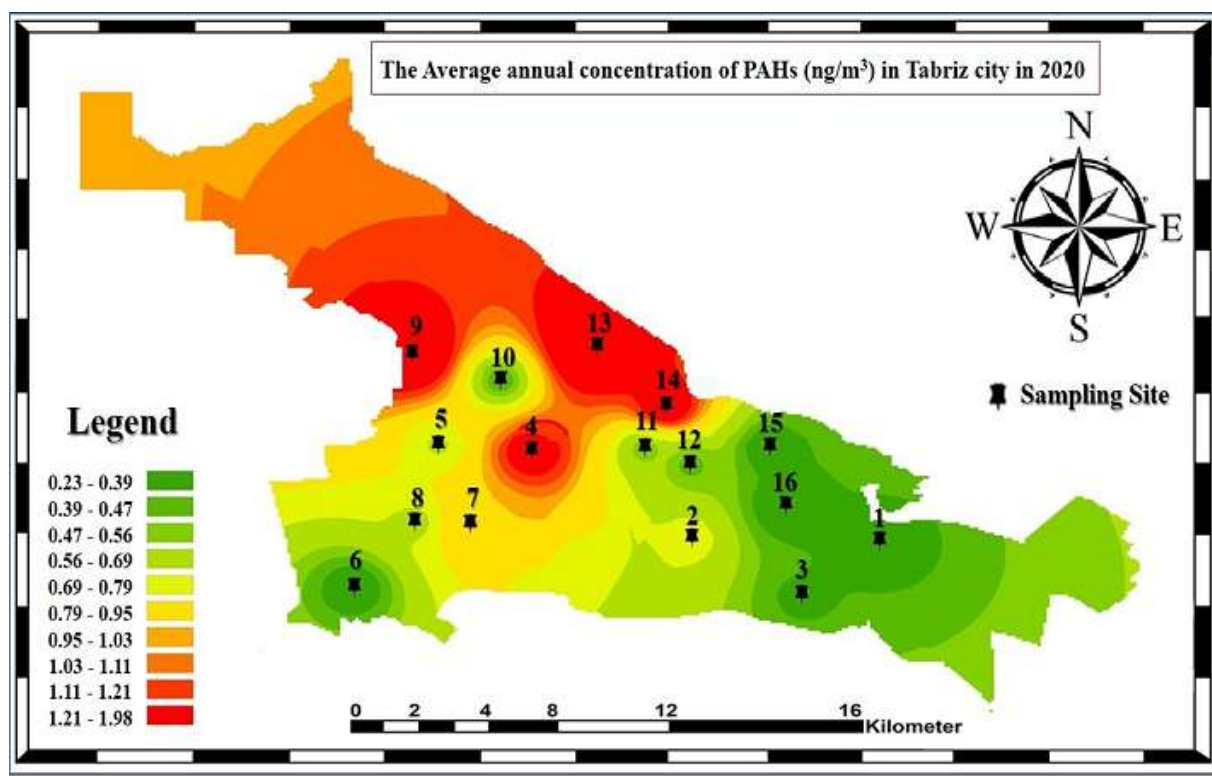 The Average annual concentration of PAHs (ng/m³) in Tabriz city in 2020
N
W E
S
9
13
10
14
5
4
11
12
15
16
8
7
2
1
6
3
Sampling Site
Legend
0.23 - 0.39
0.39 - 0.47
0.47 - 0.56
0.56 - 0.69
0.69 - 0.79
0.79 - 0.95
0.95 - 1.03
1.03 - 1.11
1.11 - 1.21
1.21 - 1.98
0 2 4 8 12 16
Kilometer